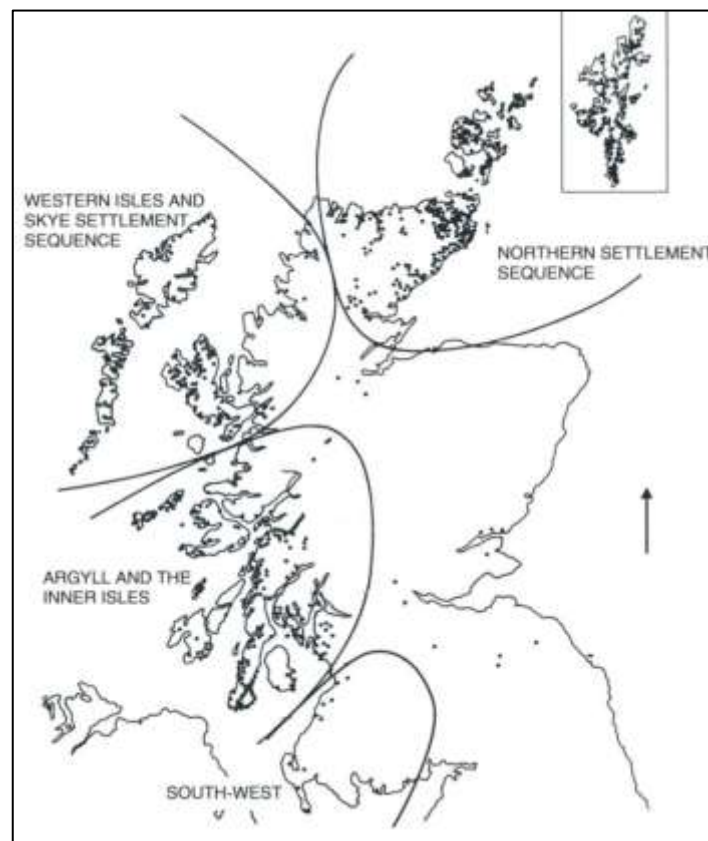 WESTERN ISLES AND
SKYE SETTLEMENT
SEQUENCE
NORTHERN SETTLEMENT
SEQUENCE
ARGYLL AND THE
INNER ISLES
SOUTH-WEST